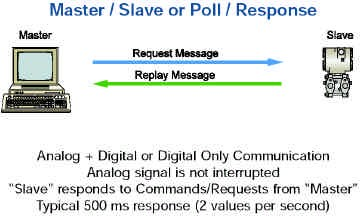 Master / Slave or Poll / Response
Master
Slave
Request Message
Replay Message
Analog + Digital or Digital Only Communication
Analog signal is not interrupted
"Slave" responds to Commands/Requests from "Master"
Typical 500 ms response (2 values per second)